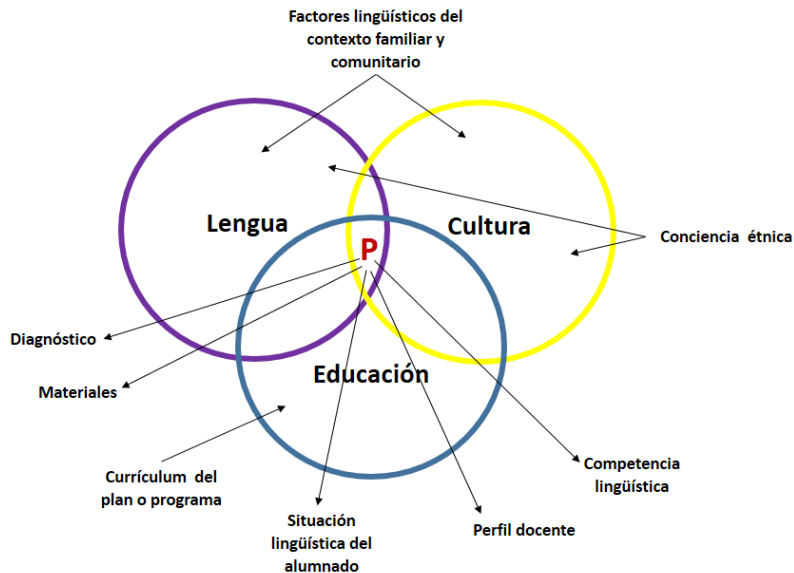 Factores lingüísticos del
contexto familiar y
comunitario
Lengua
Cultura
P
Conciencia étnica
Diagnóstico
Educación
Materiales
Currículum del
plan o programa
Competencia
lingüística
Situación
lingüística del
alumnado
Perfil docente